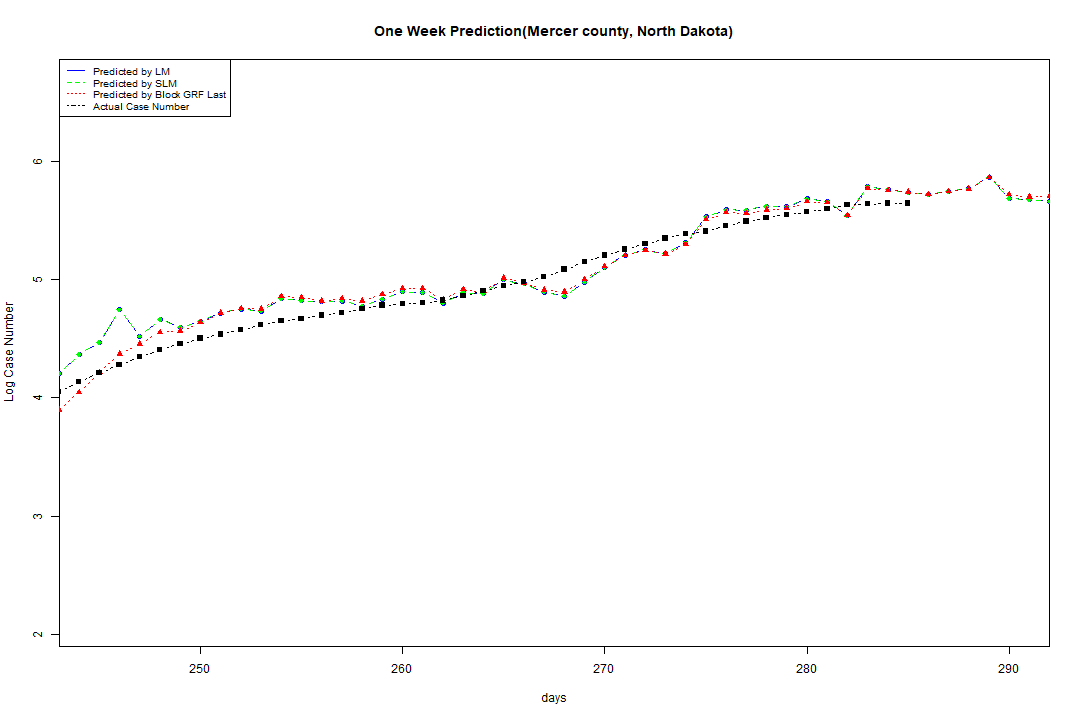 One Week Prediction(Mercer county, North Dakota)
Predicted by LM
Predicted by SLM
Predicted by Block GRF Last
Actual Case Number
6
5
4
3
2
Log Case Number
250 260 270 280 290
days